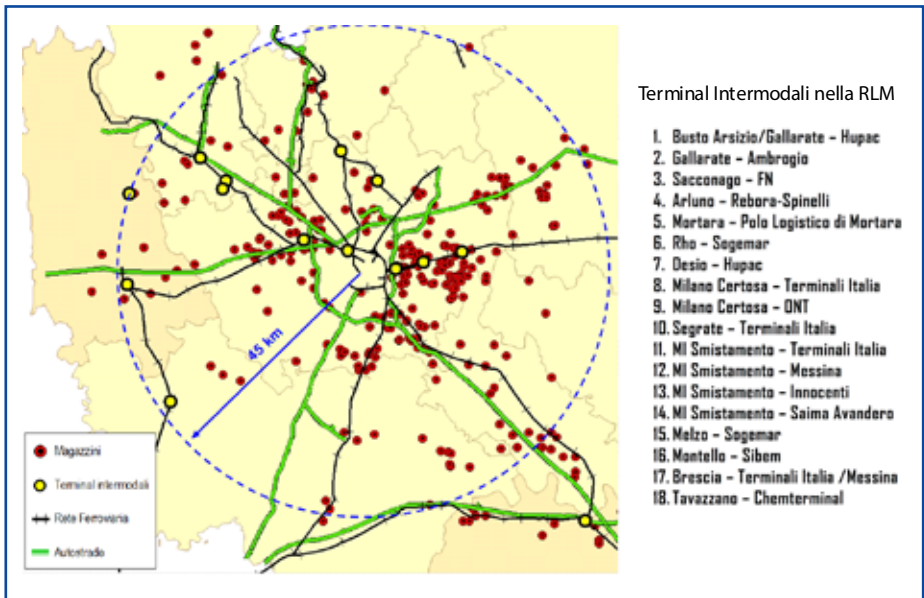 45 km
Magazzini
Terminal intermodali
Rete Ferroviaria
Autostrade
Terminal Intermodali nella RLM
1. Busto Arsizio/Gallarate – Hupac
2. Gallarate – Ambrogio
3. Sacconago – FN
4. Arluno – Rebora-Spinelli
5. Mortara – Polo Logistico di Mortara
6. Rho – Sogemar
7. Desio – Hupac
8. Milano Certosa – Terminali Italia
9. Milano Certosa – QNT
10. Segrate – Terminali Italia
11. MI Smistamento – Terminali Italia
12. MI Smistamento – Messina
13. MI Smistamento – Innocenti
14. MI Smistamento – Saima Avandero
15. Melzo – Sogemar
16. Montello – Sibem
17. Brescia – Terminali Italia /Messina
18. Tavazzano – Chemterminal